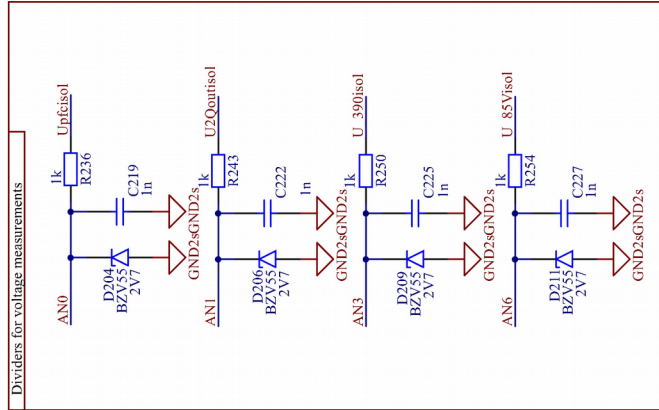 Dividers for voltage measurements
AN0
D204
BZV55
2V7
GND2s
C219
1n
GND2s
1k
R236
Upfcisol
AN1
D206
BZV55
2V7
GND2s
C222
1n
GND2s
1k
R243
U2Qoutisol
AN3
D209
BZV55
2V7
GND2s
C225
1n
GND2s
1k
R250
U_390isol
AN6
D211
BZV55
2V7
GND2s
C227
1n
GND2s
1k
R254
U_85Visol